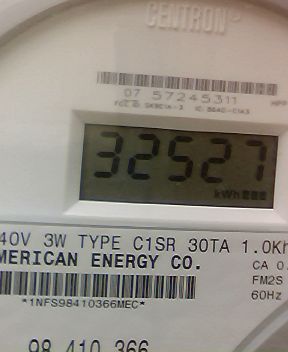 CENTRON
07 57245311
32527
kWh
40V 3W TYPE C1SR 30TA 1.0Kh
MERICAN ENERGY CO.
CA 0.
FM2S
60Hz
*1NFS98410366MEC*
98 410 366